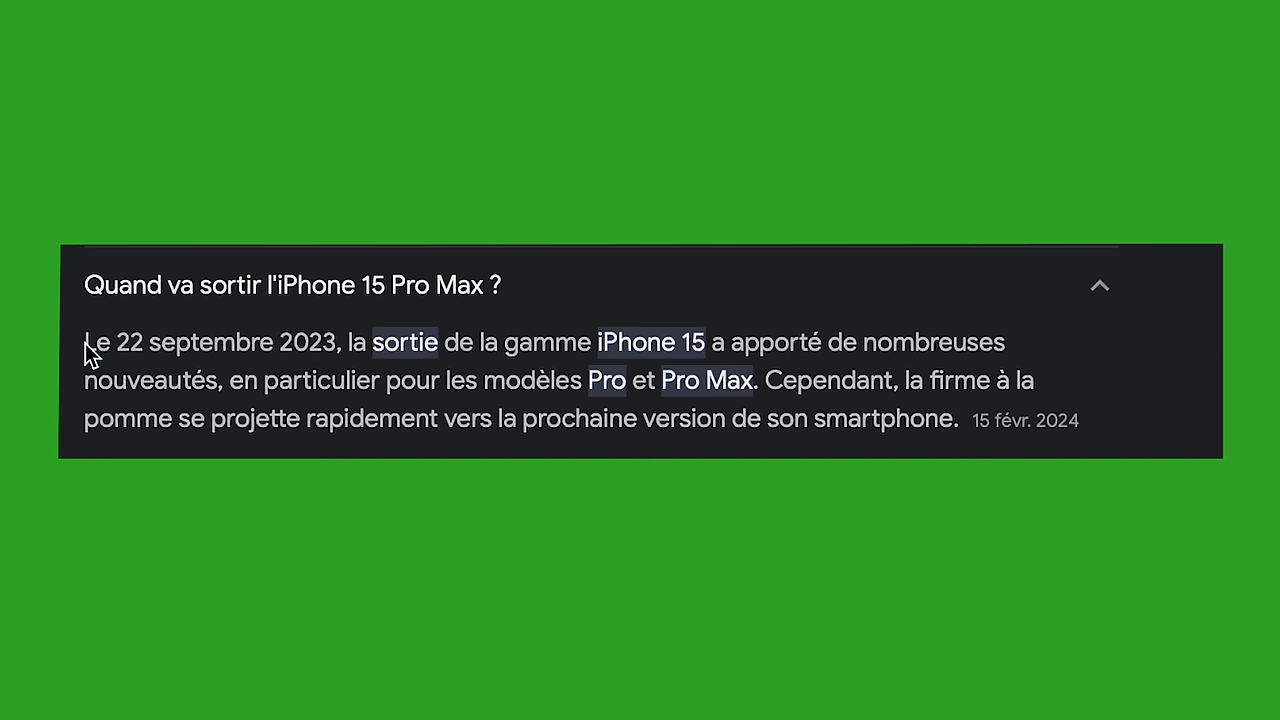 Quand va sortir l'iPhone 15 Pro Max ?
Le 22 septembre 2023, la sortie de la gamme iPhone 15 a apporté de nombreuses
nouveautés, en particulier pour les modèles Pro et Pro Max. Cependant, la firme à la
pomme se projette rapidement vers la prochaine version de son smartphone. 15 févr. 2024